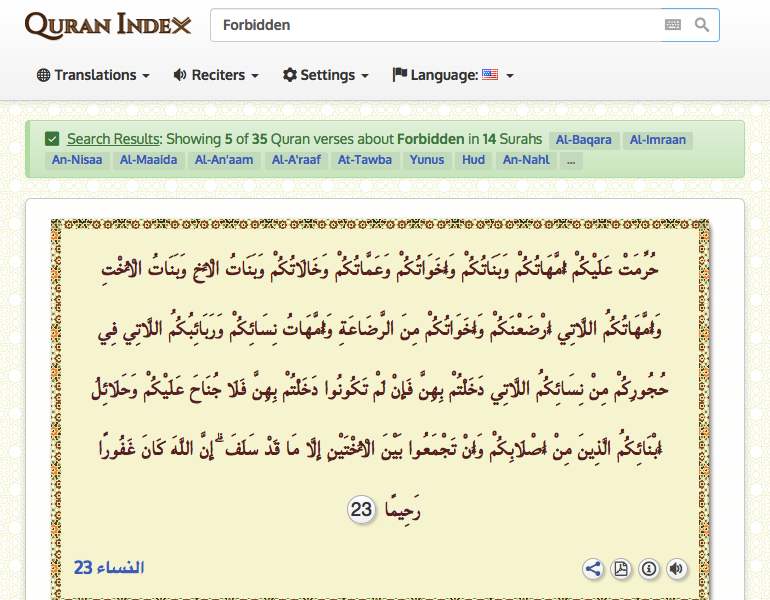 QURAN INDEX
Forbidden
Translations
Reciters
Settings
Language:
Search Results: Showing 5 of 35 Quran verses about Forbidden in 14 Surahs Al-Baqara Al-Imraan
An-Nisaa Al-Maaida Al-An'aam Al-A'raaf At-Tawba Yunus Hud An-Nahl ...
حُرِّمَتْ عَلَيْكُمْ أُمَّهَاتُكُمْ وَبَنَاتُكُمْ وَأَخَوَاتُكُمْ وَعَمَّاتُكُمْ وَخَالَاتُكُمْ وَبَنَاتُ الْأَخِ وَبَنَاتُ الْأُخْتِ
وَأُمَّهَاتُكُمُ اللَّاتِي أَرْضَعْنَكُمْ وَأَخَوَاتُكُمْ مِنَ الرَّضَاعَةِ وَأُمَّهَاتُ نِسَائِكُمْ وَرَبَائِبُكُمُ اللَّاتِي فِي
حُجُورِكُمْ مِنْ نِسَائِكُمُ اللَّاتِي دَخَلْتُمْ بِهِنَّ فَإِنْ لَمْ تَكُونُوا دَخَلْتُمْ بِهِنَّ فَلَا جُنَاحَ عَلَيْكُمْ وَحَلَائِلُ
أَبْنَائِكُمُ الَّذِينَ مِنْ أَصْلَابِكُمْ وَأَنْ تَجْمَعُوا بَيْنَ الْأُخْتَيْنِ إِلَّا مَا قَدْ سَلَفَ ۗ إِنَّ اللَّهَ كَانَ غَفُورًا
رَحِيمًا 23
النساء 23